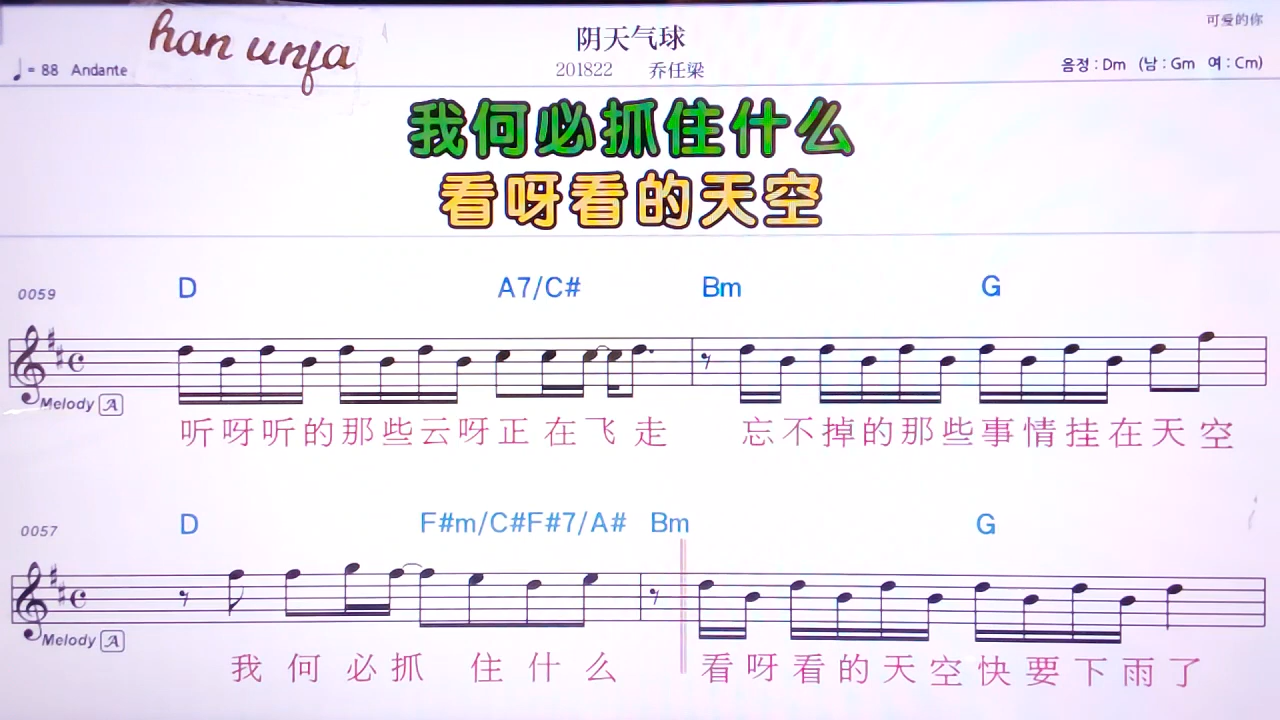 han unfa
阴天气球
可爱的你
♩= 88 Andante
201822 乔任梁
음정 : Dm (남 : Gm 여 : Cm)
我何必抓住什么
看呀看的天空
0059 D A7/C# Bm G
Melody A
听呀听的那些云呀正在飞走 忘不掉的那些事情挂在天空
0057 D F#m/C#F#7/A# Bm G
Melody A
我何必抓住什么 看呀看的天空快要下雨了